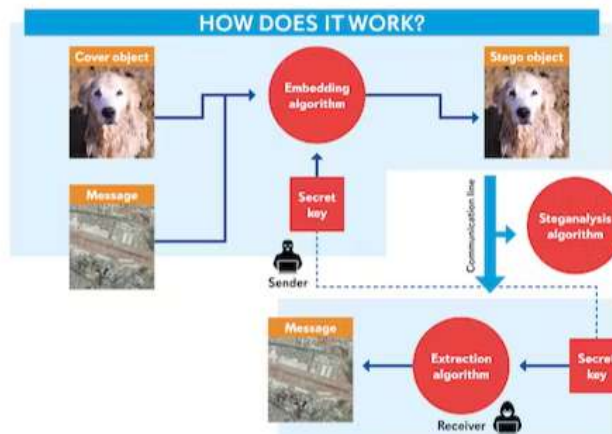 HOW DOES IT WORK?
Cover object
Stego object
Embedding
algorithm
Message
Secret
key
Sender
Communication line
Steganalysis
algorithm
Message
Extrection
algorithm
Secret
key
Receiver